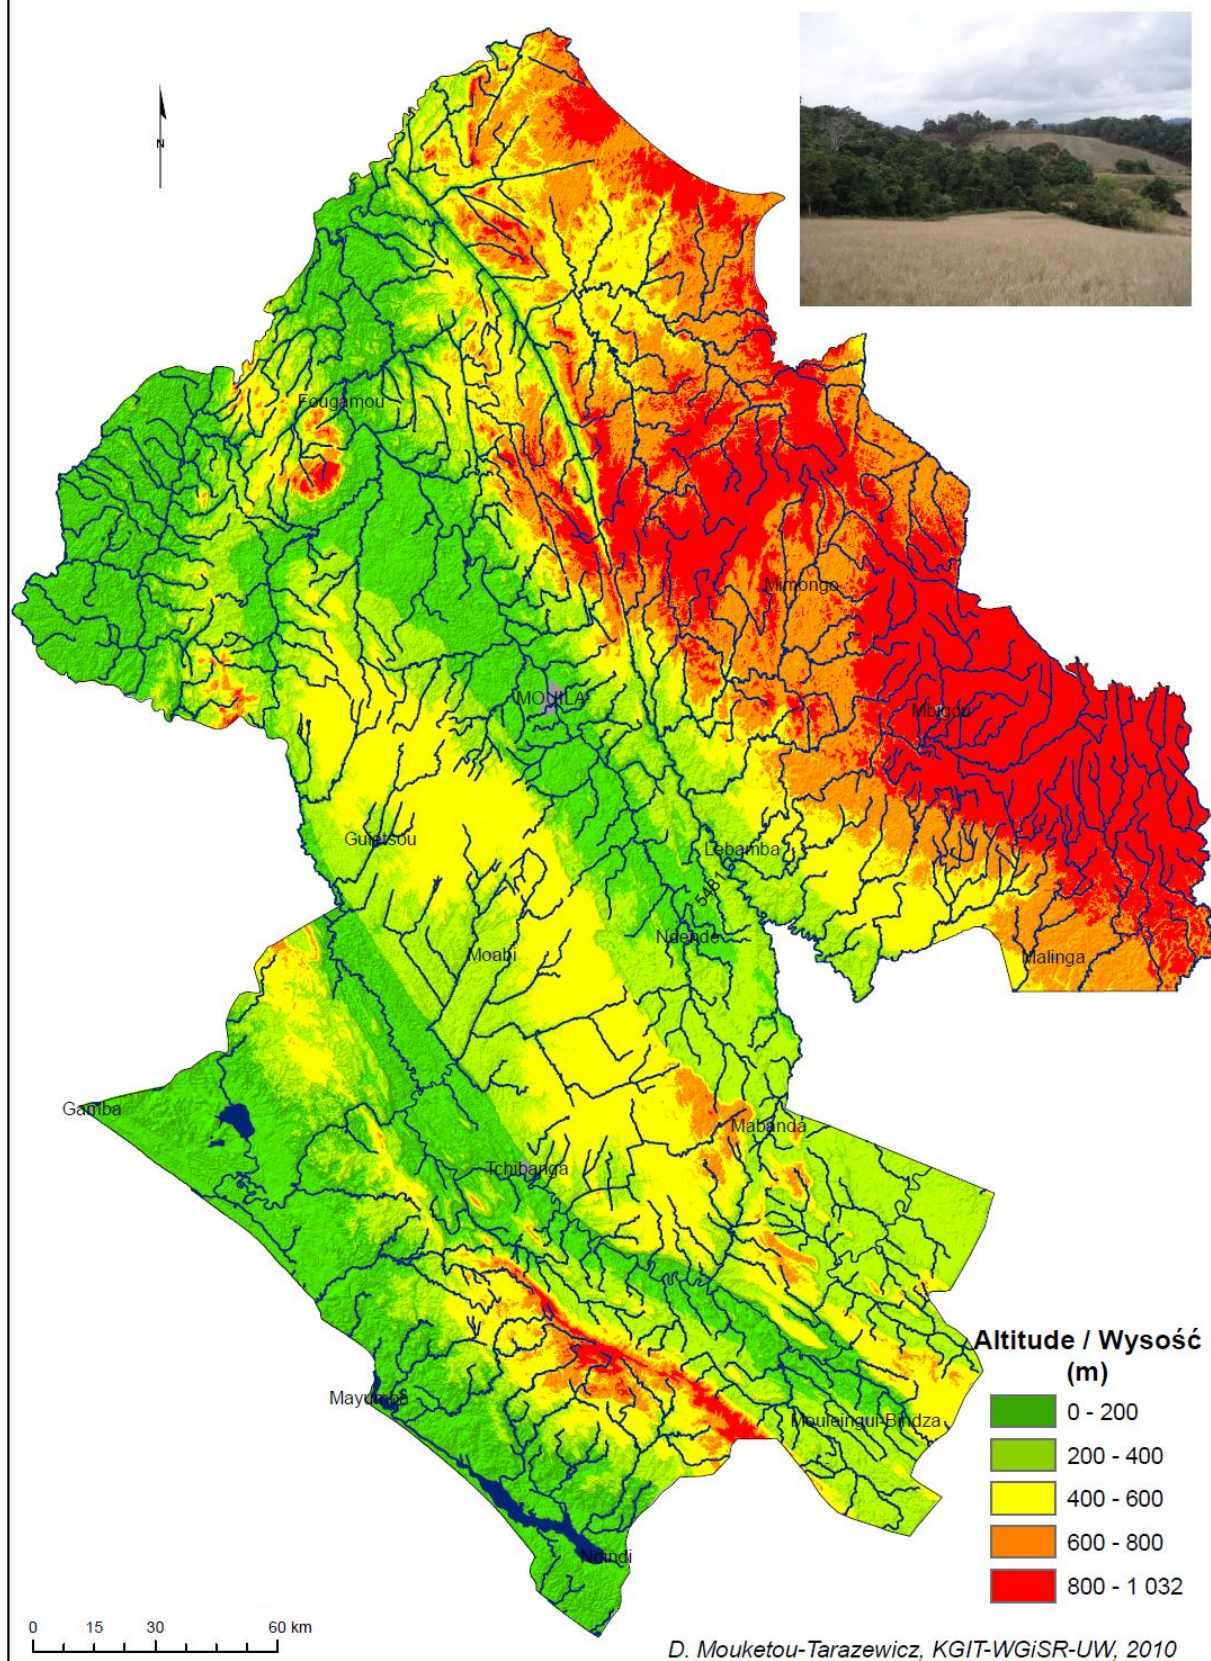 N
Fougamou
Mimongo
MOUILA
Mbigou
Guietsou
Lebamba
Ndende
Moabi
Malinga
Gamba
Mabanda
Tchibanga
Altitude / Wysość
(m)
0 - 200
Mayumba
Mouleingui-Bindza
200 - 400
400 - 600
600 - 800
Ndindi
800 - 1 032
0 15 30 60 km
D. Mouketou-Tarazewicz, KGIT-WGiSR-UW, 2010